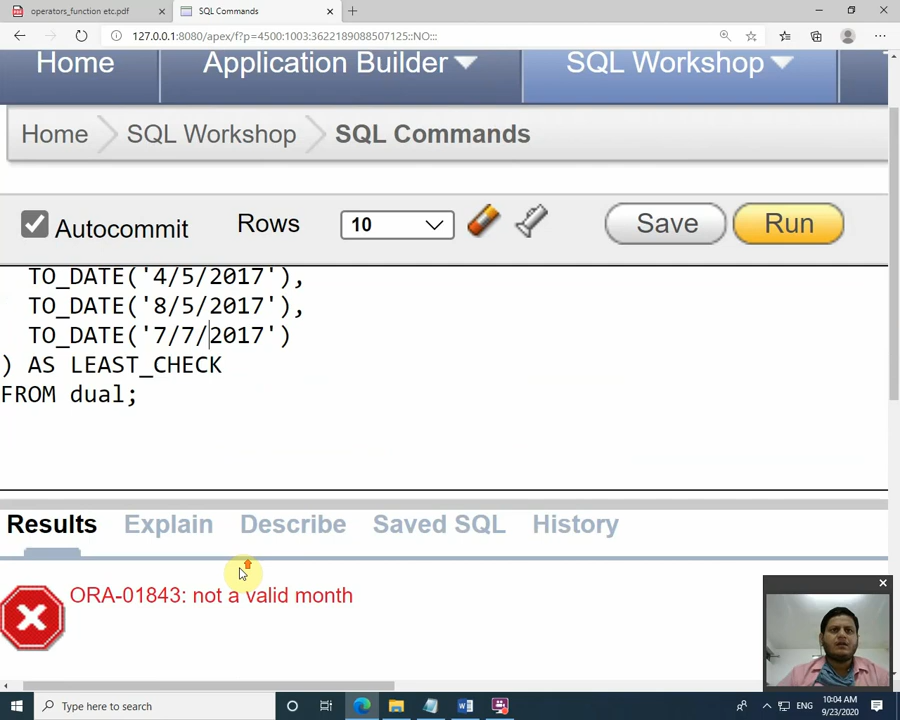 operators_function etc.pdf
SQL Commands
127.0.0.1:8080/apex/f?p=4500:1003:3622189088507125::NO:::
Home
Application Builder
SQL Workshop
Home
SQL Workshop
SQL Commands
Autocommit
Rows
10
Save
Run
TO_DATE('4/5/2017'),
TO_DATE('8/5/2017'),
TO_DATE('7/7/2017')
) AS LEAST_CHECK
FROM dual;
Results
Explain
Describe
Saved SQL
History
ORA-01843: not a valid month
Type here to search
ENG
10:04 AM
9/23/2020